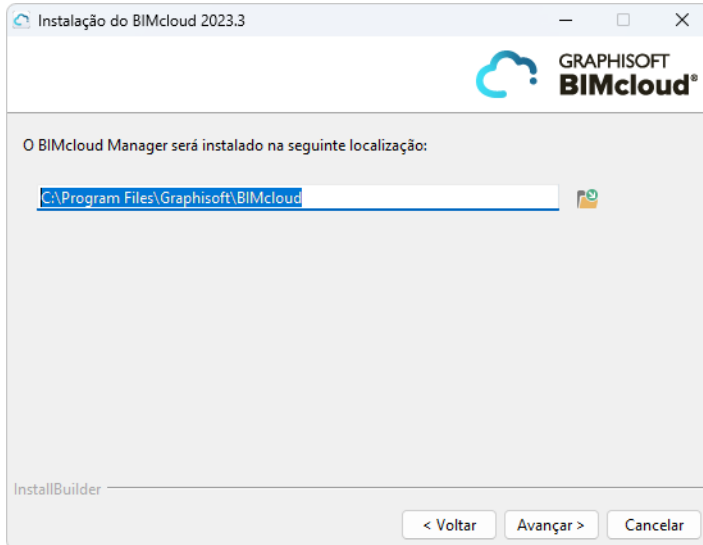 Instalação do BIMcloud 2023.3
GRAPHISOFT
BIMcloud®
O BIMcloud Manager será instalado na seguinte localização:
C:\Program Files\Graphisoft\BIMcloud
InstallBuilder
< Voltar
Avançar >
Cancelar